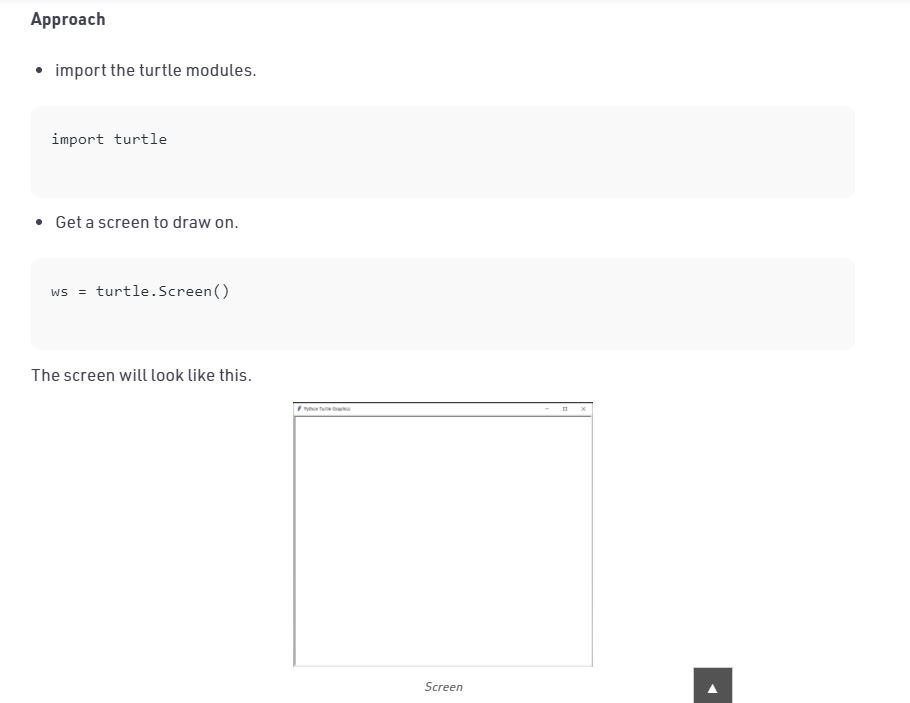 Approach
import the turtle modules.
import turtle
Get a screen to draw on.
ws = turtle.Screen()
The screen will look like this.
Python Turtle Graphics
Screen